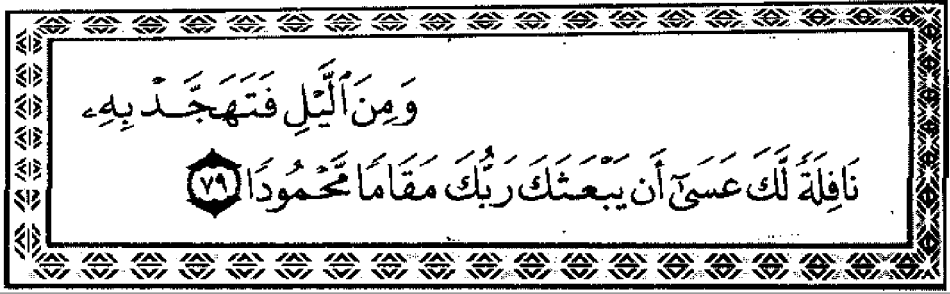 وَمِنَ ٱلَّيْلِ فَتَهَجَّدْ بِهِۦ
نَافِلَةً لَّكَ عَسَىٰٓ أَن يَبْعَثَكَ رَبُّكَ مَقَامًا مَّحْمُودًا ٧٩